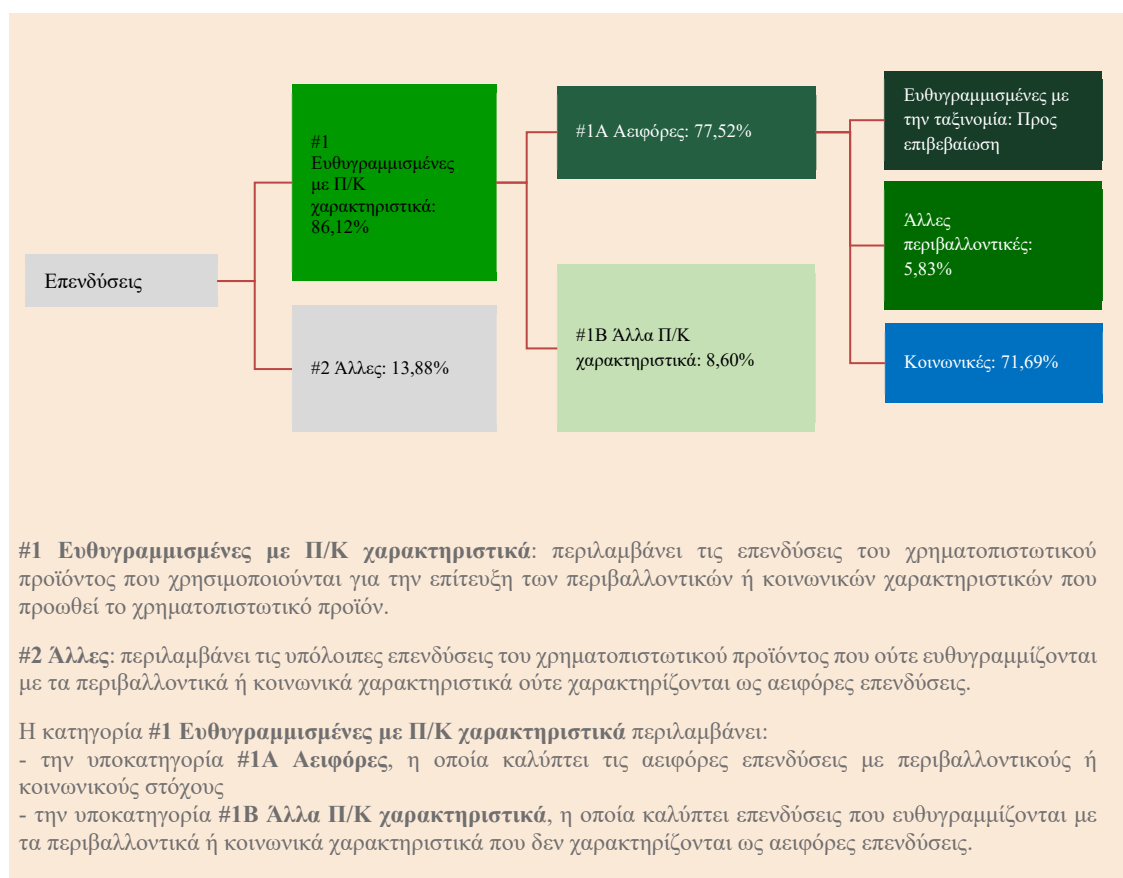 Επενδύσεις
#1
Ευθυγραμμισμένες
με Π/Κ
χαρακτηριστικά:
86,12%
#2 Άλλες: 13,88%
#1Α Αειφόρες: 77,52%
#1Β Άλλα Π/Κ
χαρακτηριστικά: 8,60%
Ευθυγραμμισμένες με
την ταξινομία: Προς
επιβεβαίωση
Άλλες
περιβαλλοντικές:
5,83%
Κοινωνικές: 71,69%
#1 Ευθυγραμμισμένες με Π/Κ χαρακτηριστικά: περιλαμβάνει τις επενδύσεις του χρηματοπιστωτικού
προϊόντος που χρησιμοποιούνται για την επίτευξη των περιβαλλοντικών ή κοινωνικών χαρακτηριστικών που
προωθεί το χρηματοπιστωτικό προϊόν.
#2 Άλλες: περιλαμβάνει τις υπόλοιπες επενδύσεις του χρηματοπιστωτικού προϊόντος που ούτε ευθυγραμμίζονται
με τα περιβαλλοντικά ή κοινωνικά χαρακτηριστικά ούτε χαρακτηρίζονται ως αειφόρες επενδύσεις.
Η κατηγορία #1 Ευθυγραμμισμένες με Π/Κ χαρακτηριστικά περιλαμβάνει:
- την υποκατηγορία #1Α Αειφόρες, η οποία καλύπτει τις αειφόρες επενδύσεις με περιβαλλοντικούς ή
κοινωνικούς στόχους
- την υποκατηγορία #1Β Άλλα Π/Κ χαρακτηριστικά, η οποία καλύπτει επενδύσεις που ευθυγραμμίζονται με
τα περιβαλλοντικά ή κοινωνικά χαρακτηριστικά που δεν χαρακτηρίζονται ως αειφόρες επενδύσεις.